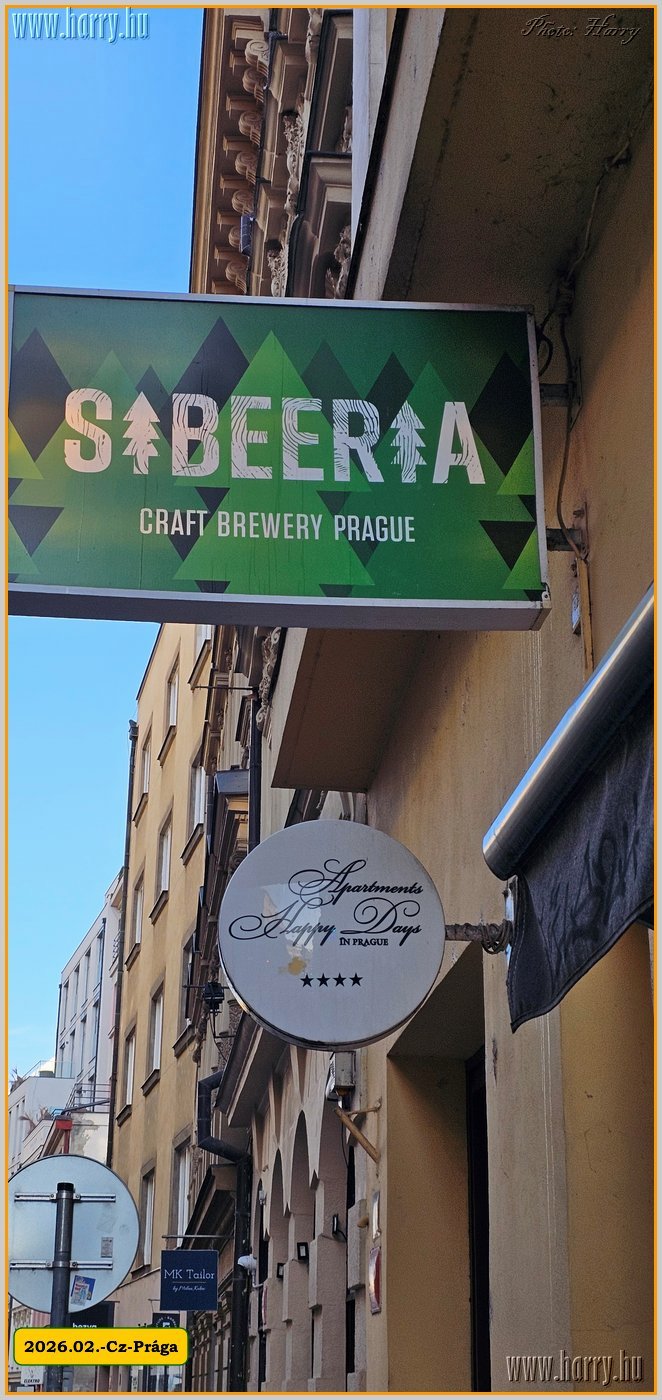 www.harry.hu
Photo: Harry
SIBEERIA
CRAFT BREWERY PRAGUE
Apartments
Happy Days
IN PRAGUE
MK Tailor
2026.02.-Cz-Prága
www.harry.hu